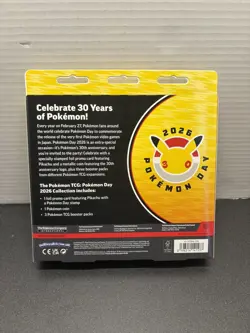 Celebrate 30 Years
of Pokémon!
Every year on February 27, Pokémon fans around
the world celebrate Pokémon Day to commemorate
the release of the very first Pokémon video games
in Japan. Pokémon Day 2026 is an extra-special
occasion—it's Pokémon's 30th anniversary, and
you're invited to the party! Celebrate with a
specially stamped foil promo card featuring
Pikachu and a metallic coin featuring the 30th
anniversary logo, plus three booster packs
from different Pokémon TCG expansions.
The Pokémon TCG: Pokémon Day
2026 Collection includes:
• 1 foil promo card featuring Pikachu with
a Pokémon Day stamp
• 1 Pokémon coin
• 3 Pokémon TCG booster packs
2026
30
POKÉMON DAY